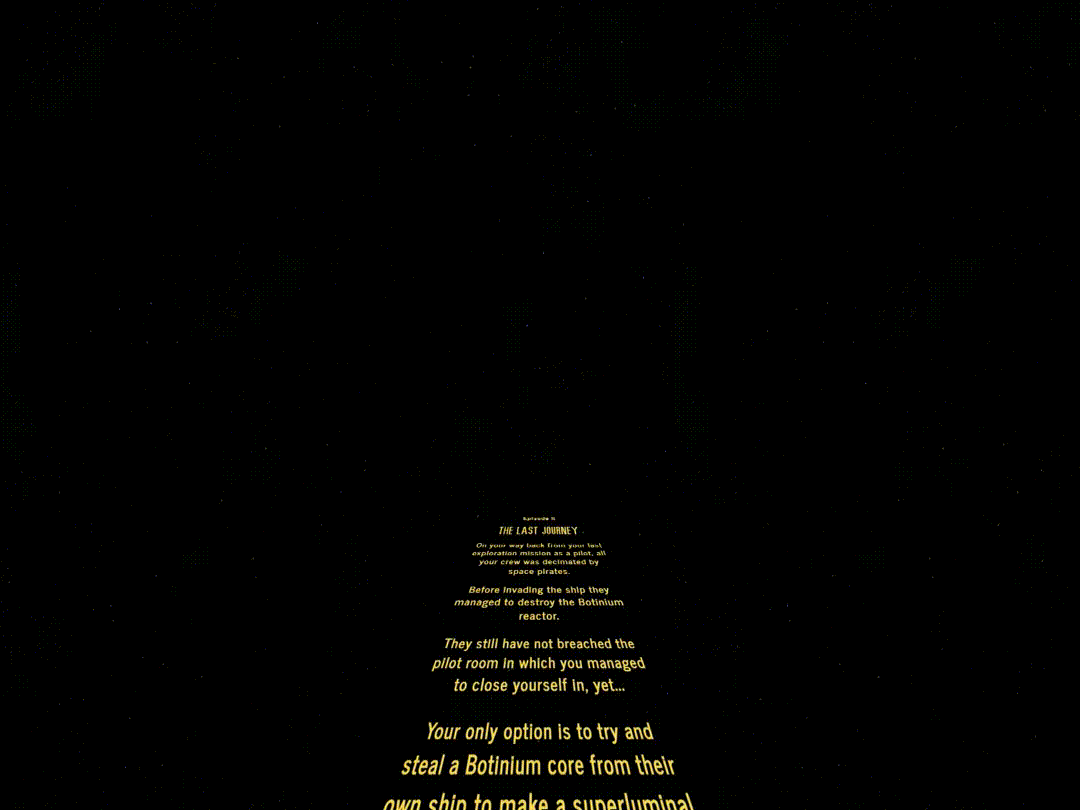 Episode II
THE LAST JOURNEY
On your way back from your last
exploration mission as a pilot, all
your crew was decimated by
space pirates.
Before invading the ship they
managed to destroy the Botinium
reactor.
They still have not breached the
pilot room in which you managed
to close yourself in, yet...
Your only option is to try and
steal a Botinium core from their
own ship to make a superluminal